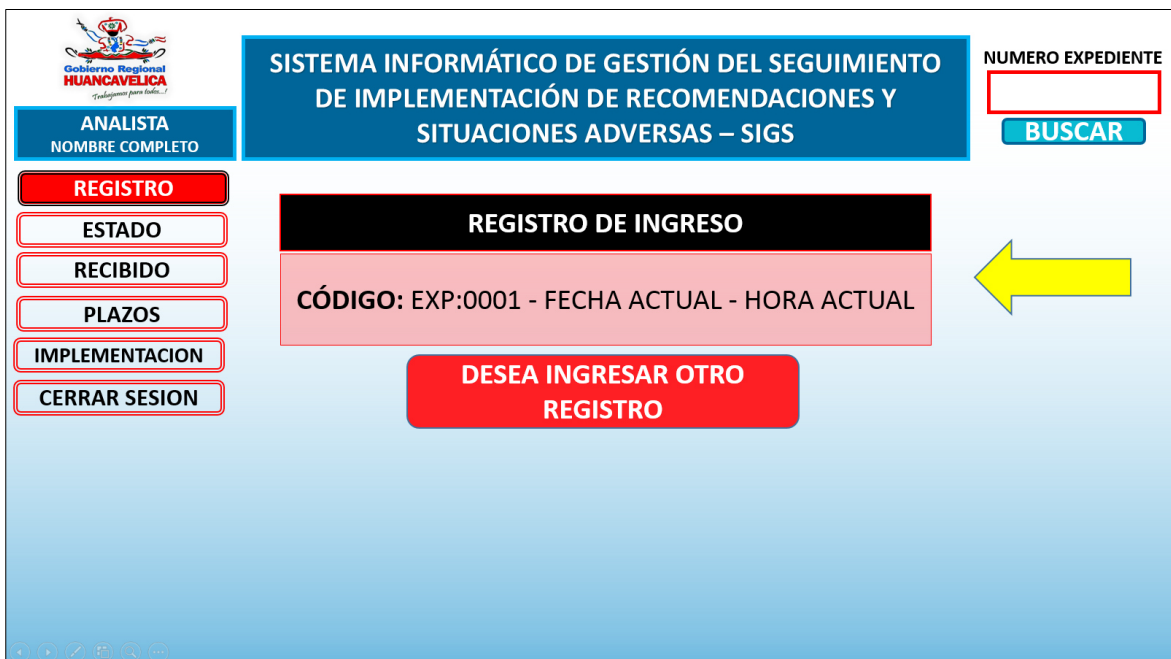 Gobierno Regional
HUANCAVELICA
Trabajamos para todos...!
ANALISTA
NOMBRE COMPLETO
SISTEMA INFORMÁTICO DE GESTIÓN DEL SEGUIMIENTO
DE IMPLEMENTACIÓN DE RECOMENDACIONES Y
SITUACIONES ADVERSAS – SIGS
NUMERO EXPEDIENTE
BUSCAR
REGISTRO
ESTADO
RECIBIDO
PLAZOS
IMPLEMENTACION
CERRAR SESION
REGISTRO DE INGRESO
CÓDIGO: EXP:0001 - FECHA ACTUAL - HORA ACTUAL
DESEA INGRESAR OTRO
REGISTRO